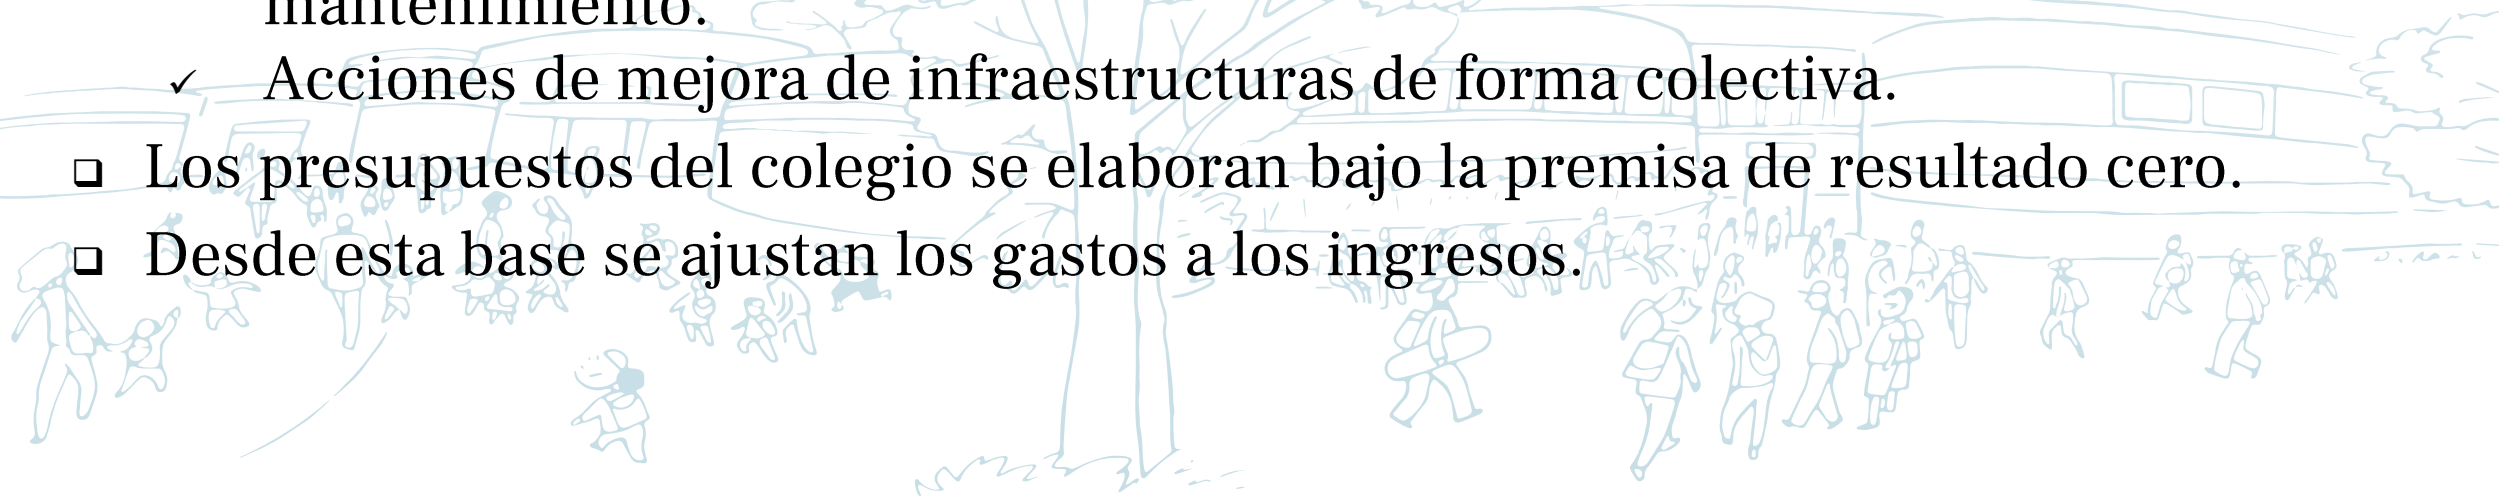 mantenimiento.
✓ Acciones de mejora de infraestructuras de forma colectiva.
❑ Los presupuestos del colegio se elaboran bajo la premisa de resultado cero.
❑ Desde esta base se ajustan los gastos a los ingresos.